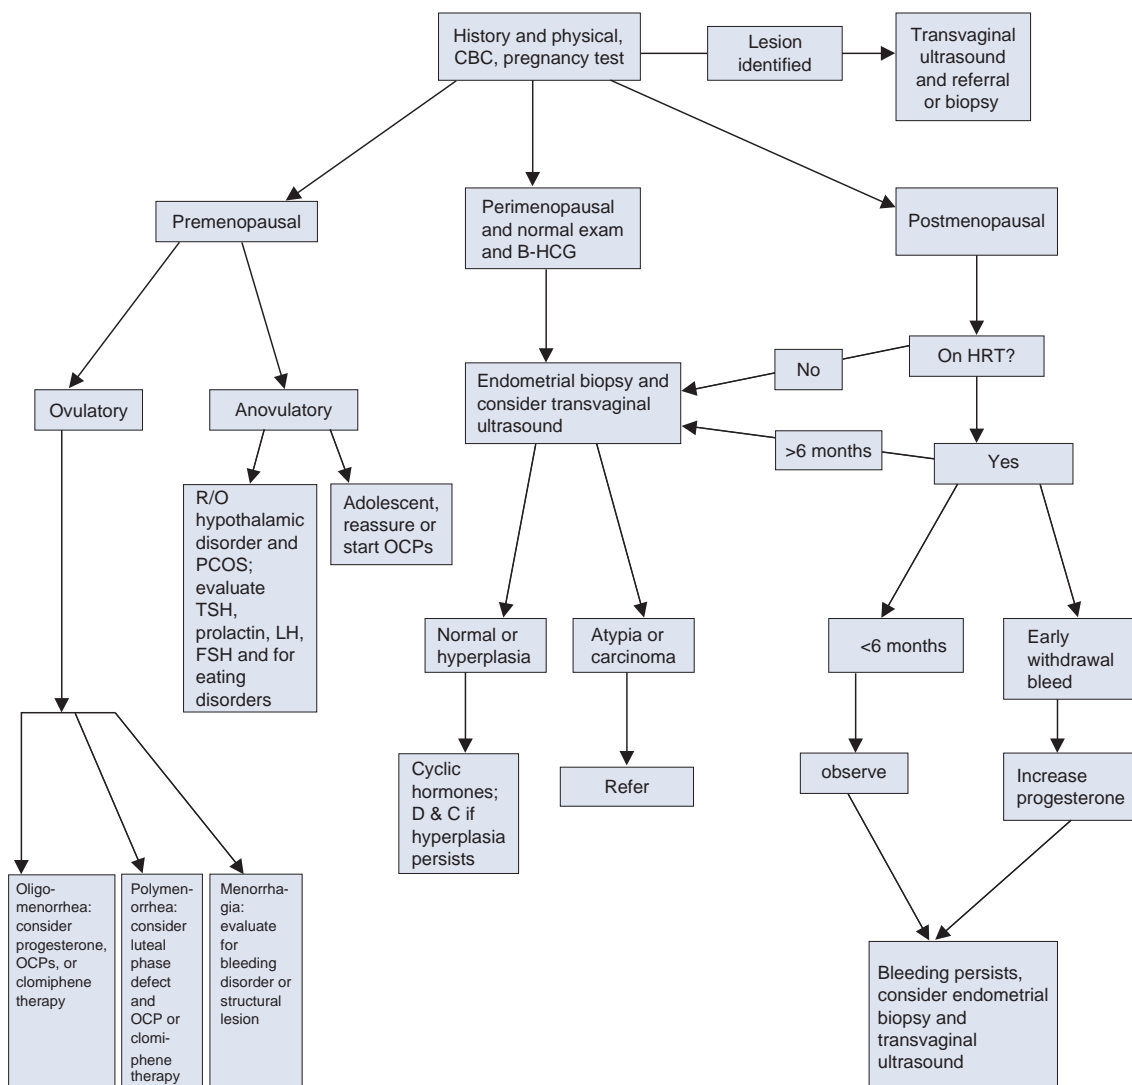 History and physical,
CBC, pregnancy test
Lesion
identified
Transvaginal
ultrasound
and referral
or biopsy
Premenopausal
Perimenopausal
and normal exam
and B-HCG
Postmenopausal
On HRT?
No
Endometrial biopsy and
consider transvaginal
ultrasound
>6 months
Yes
Ovulatory
Anovulatory
R/O
hypothalamic
disorder and
PCOS;
evaluate
TSH,
prolactin, LH,
FSH and for
eating
disorders
Adolescent,
reassure or
start OCPs
Normal or
hyperplasia
Atypia or
carcinoma
<6 months
Early
withdrawal
bleed
Cyclic
hormones;
D & C if
hyperplasia
persists
Refer
observe
Increase
progesterone
Oligo-
menorrhea:
consider
progesterone,
OCPs, or
clomiphene
therapy
Polymen-
orrhea:
consider
luteal
phase
defect
and
OCP or
clomi-
phene
therapy
Menorrha-
gia:
evaluate
for
bleeding
disorder or
structural
lesion
Bleeding persists,
consider endometrial
biopsy and
transvaginal
ultrasound